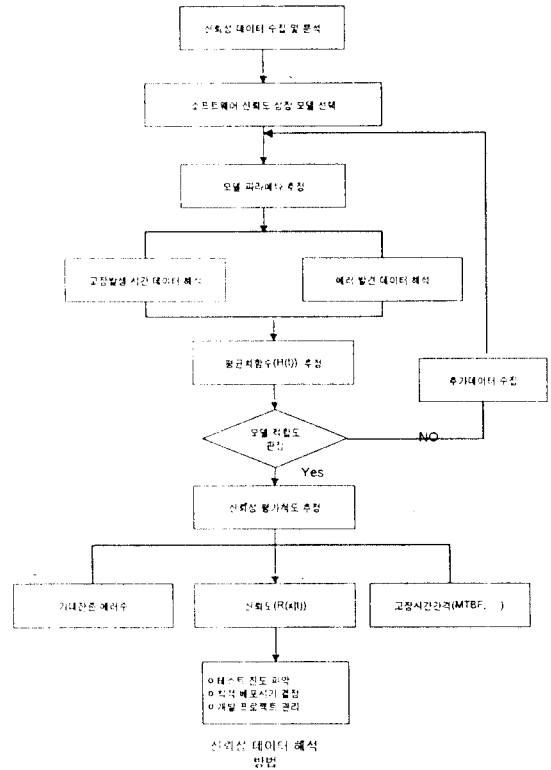 신뢰성 데이터 수집 및 분석
소프트웨어 신뢰도 성장 모델 선택
모델 파라메타 추정
고장발생 시간 데이터 해석
에러 발견 데이터 해석
평균치함수(H(t)) 추정
추가데이터 수집
모델 적합도
판정
NO
Yes
신뢰성 평가척도 추정
기대잔존 에러수
신뢰도(R(x|t))
고장시간간격(MTBF, ...)
o 테스트 진도 파악
o 최적 배포시기 결정
o 개발 프로젝트 관리
신뢰성 데이터 해석
방법